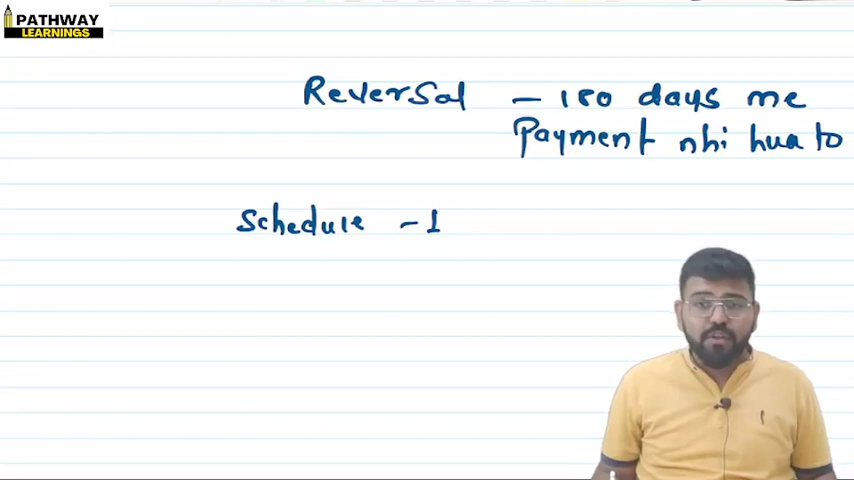 PATHWAY
LEARNINGS
Reversal - 180 days me
Payment nhi hua to
Schedule - 1